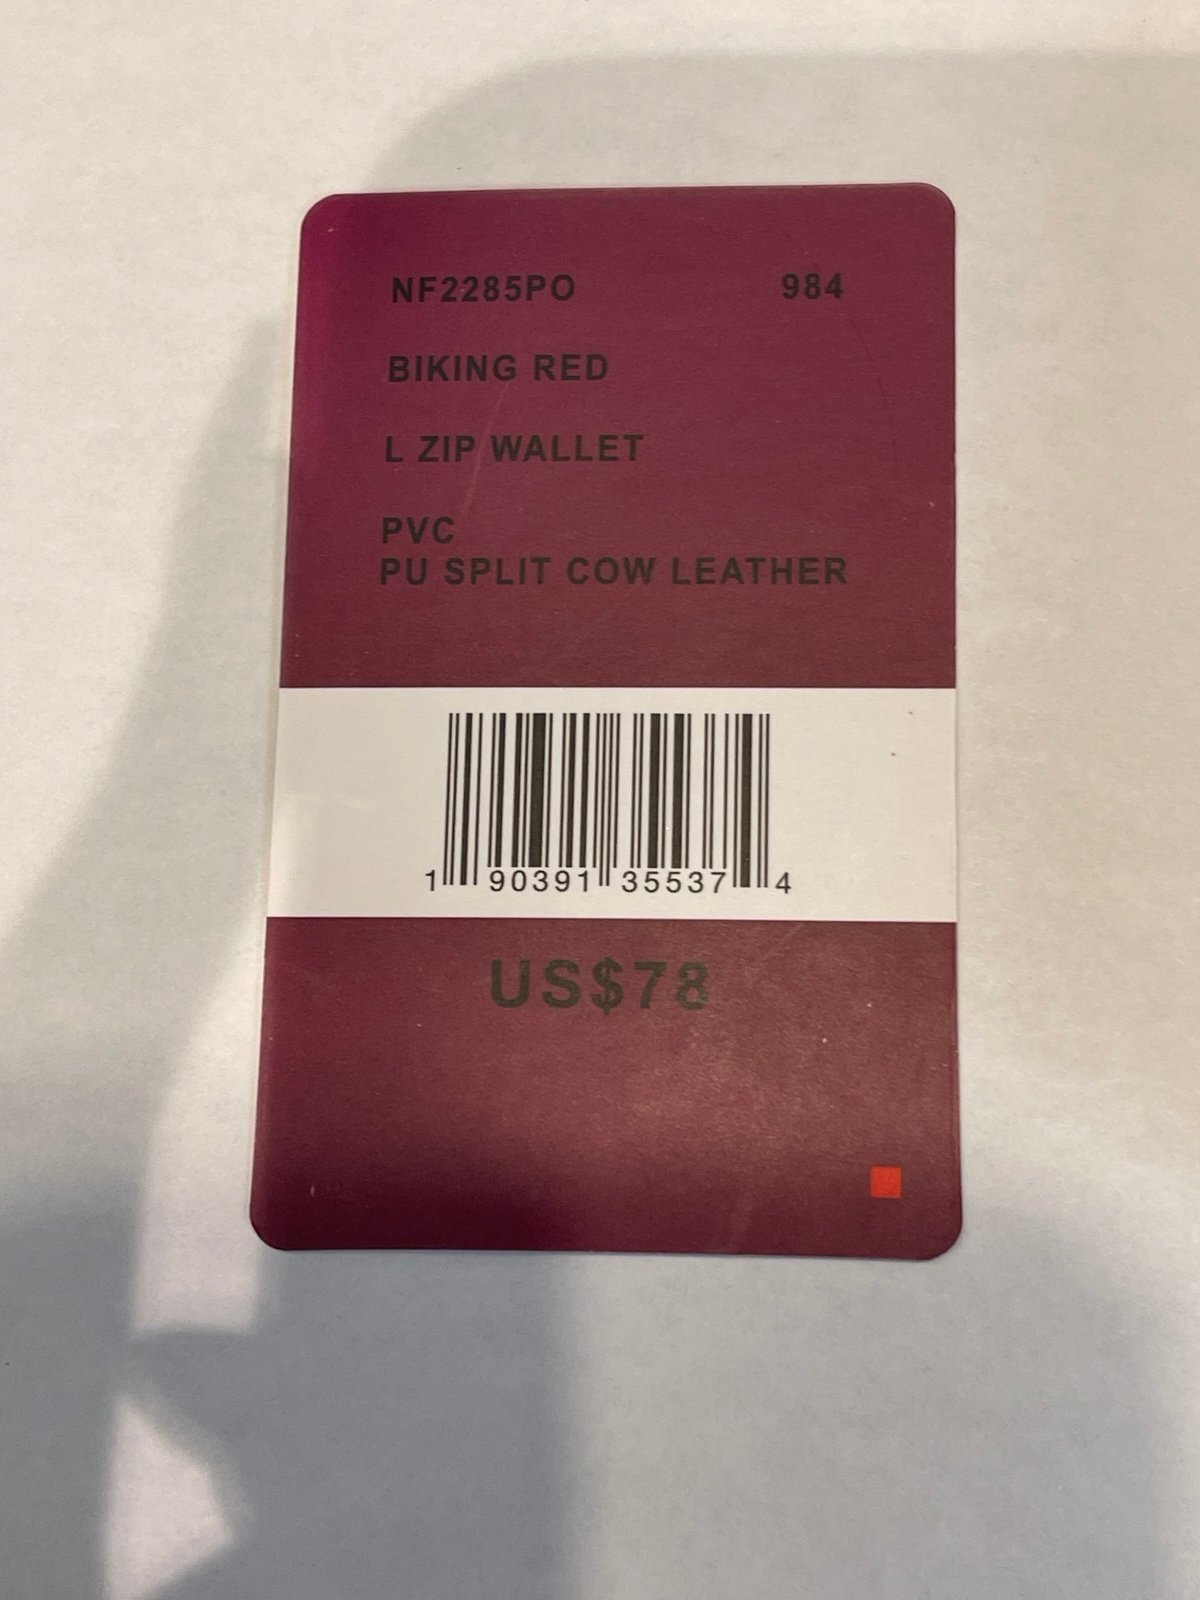 NF2285PO 984
BIKING RED
L ZIP WALLET
PVC
PU SPLIT COW LEATHER
1 90391 35537 4
US$78